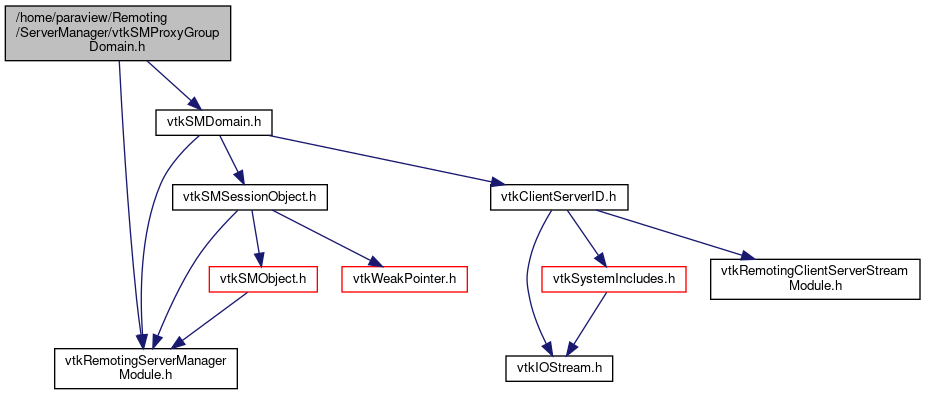 /home/paraview/Remoting
/ServerManager/vtkSMProxyGroup
Domain.h
vtkSMDomain.h
vtkSMSessionObject.h
vtkClientServerID.h
vtkSMObject.h
vtkWeakPointer.h
vtkSystemIncludes.h
vtkRemotingClientServerStream
Module.h
vtkRemotingServerManager
Module.h
vtkIOStream.h